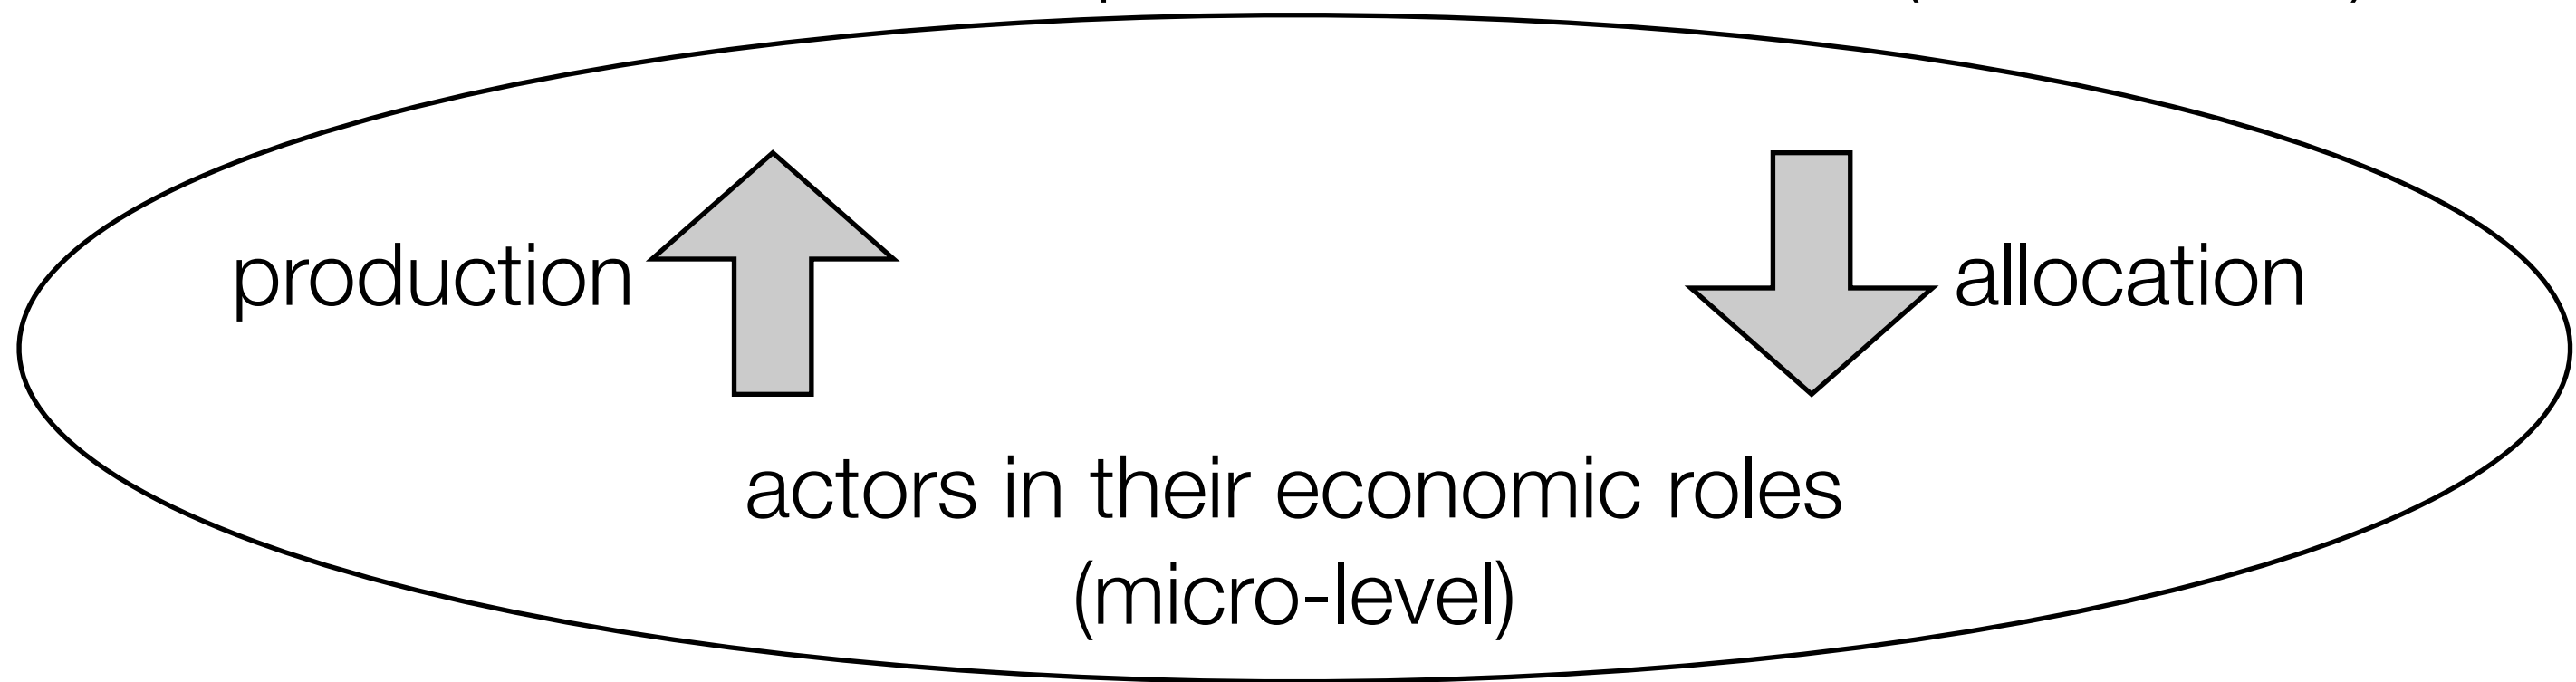 production
allocation
actors in their economic roles
(micro-level)